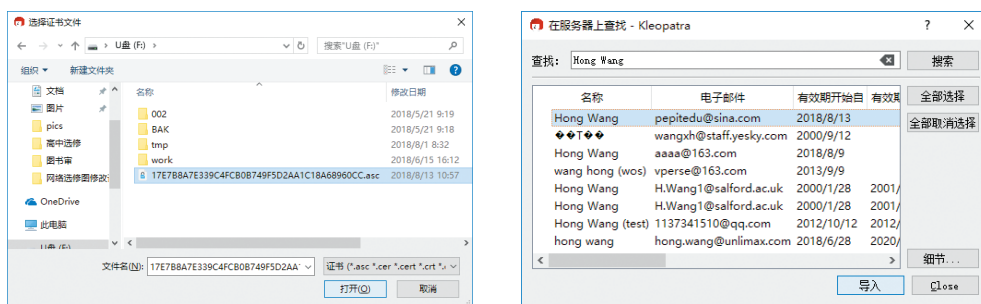 选择证书文件
U盘 (F:)
搜索"U盘 (F:)"
组织
新建文件夹
文档
图片
pics
高中选修
图书审
网络选修图修改
OneDrive
此电脑
U盘 (F:)
名称 修改日期
002 2018/5/21 9:19
BAK 2018/5/21 9:18
tmp 2018/8/1 8:32
work 2018/6/15 16:12
17E7B8A7E339C4FCB0B749F5D2AA1C18A68960CC.asc 2018/8/13 10:57
文件名(N): 17E7B8A7E339C4FCB0B749F5D2AA 证书 (*.asc *.cer *.cert *.crt *.
打开(O) 取消
在服务器上查找 - Kleopatra
查找: Hong Wang 搜索
名称 电子邮件 有效期开始自 有效期 全部选择
Hong Wang pepitedu@sina.com 2018/8/13
全部取消选择
��T�� wangxh@staff.yesky.com 2000/9/12
Hong Wang aaaa@163.com 2018/8/9
wang hong (wos) vperse@163.com 2013/9/9
Hong Wang H.Wang1@salford.ac.uk 2000/1/28 2001/
Hong Wang H.Wang1@salford.ac.uk 2000/1/28 2001/
Hong Wang (test) 1137341510@qq.com 2012/10/12 2012/
hong wang hong.wang@unlimax.com 2018/6/28 2020/
细节...
导入 Close